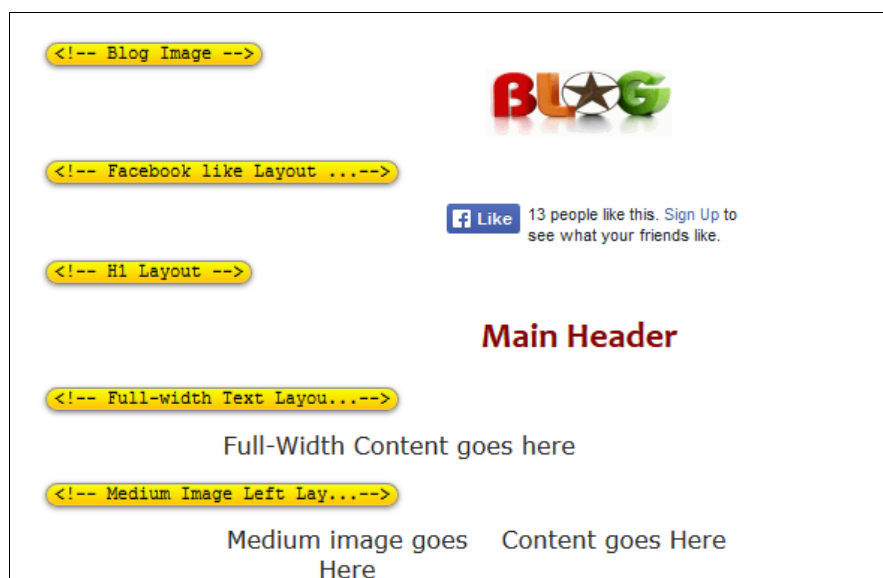 <!-- Blog Image -->
BLOG
<!-- Facebook like Layout ...-->
f Like 13 people like this. Sign Up to
see what your friends like.
<!-- H1 Layout -->
Main Header
<!-- Full-width Text Layou...-->
Full-Width Content goes here
<!-- Medium Image Left Lay...-->
Medium image goes Content goes Here
Here